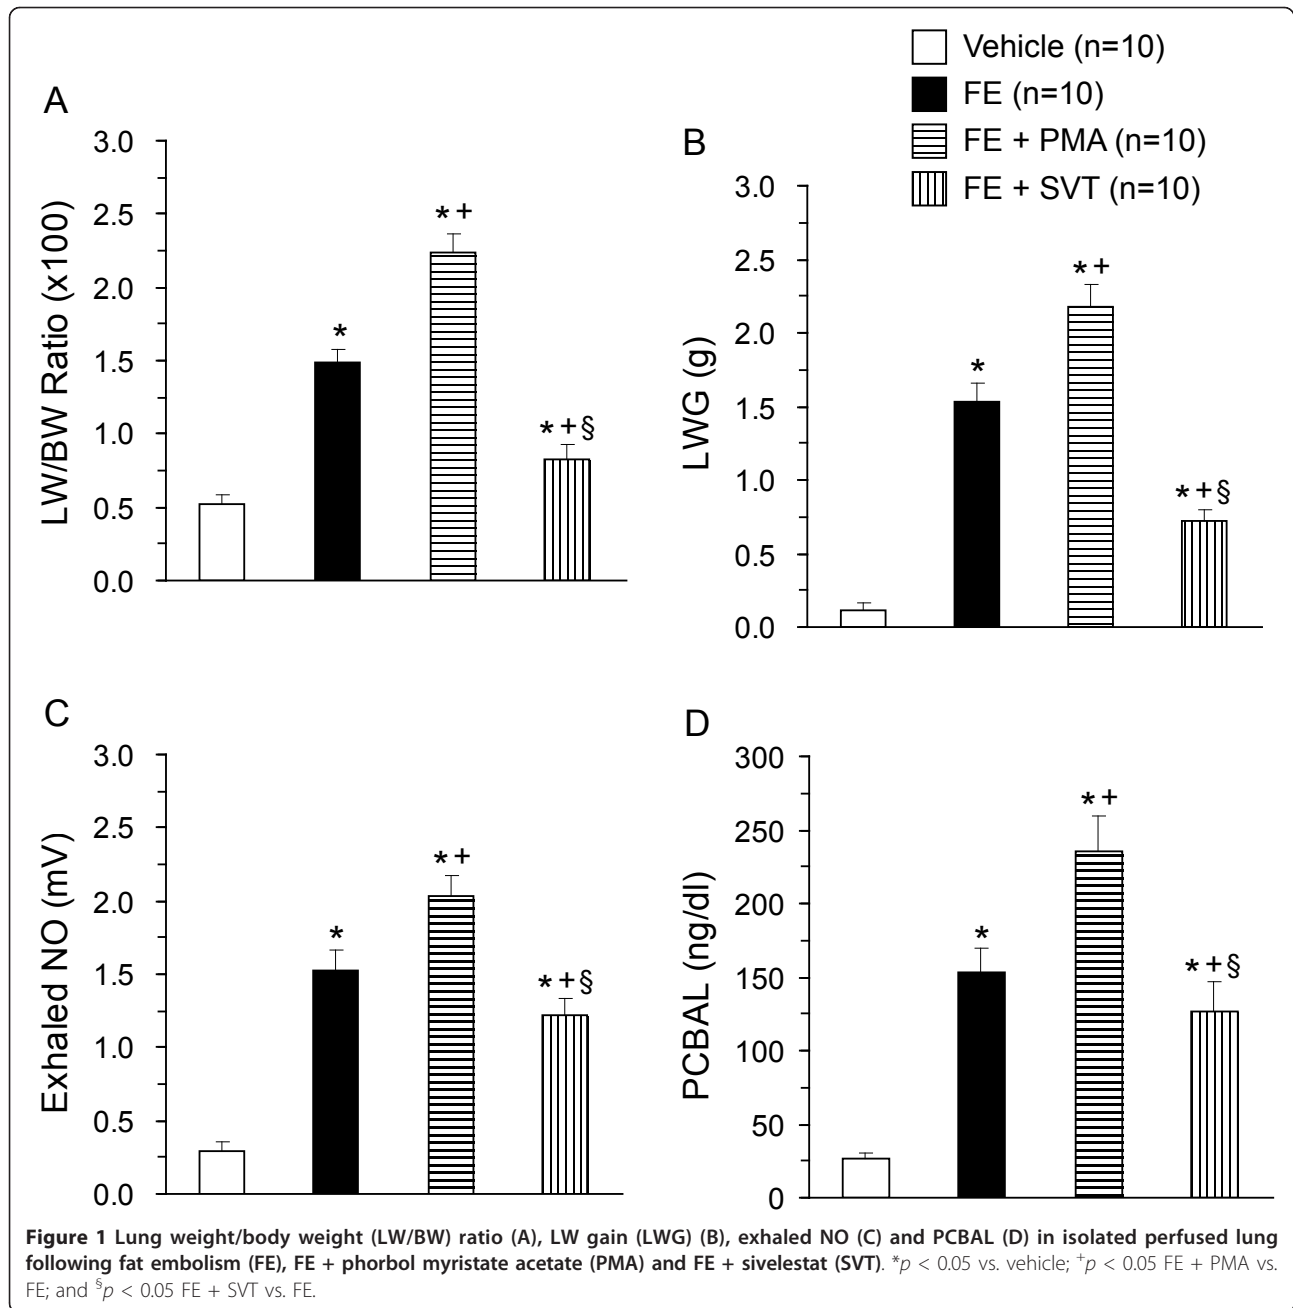 Vehicle (n=10)
FE (n=10)
FE + PMA (n=10)
FE + SVT (n=10)
A
LW/BW Ratio (x100)
3.0
2.5
2.0
1.5
1.0
0.5
0.0
*
*+
*+§
B
LWG (g)
3.0
2.5
2.0
1.5
1.0
0.5
0.0
*
*+
*+§
C
Exhaled NO (mV)
3.0
2.5
2.0
1.5
1.0
0.5
0.0
*
*+
*+§
D
PCBAL (ng/dl)
300
250
200
150
100
50
0
*
*+
*+§
Figure 1 Lung weight/body weight (LW/BW) ratio (A), LW gain (LWG) (B), exhaled NO (C) and PCBAL (D) in isolated perfused lung
following fat embolism (FE), FE + phorbol myristate acetate (PMA) and FE + sivelestat (SVT). *p < 0.05 vs. vehicle; +p < 0.05 FE + PMA vs.
FE; and §p < 0.05 FE + SVT vs. FE.